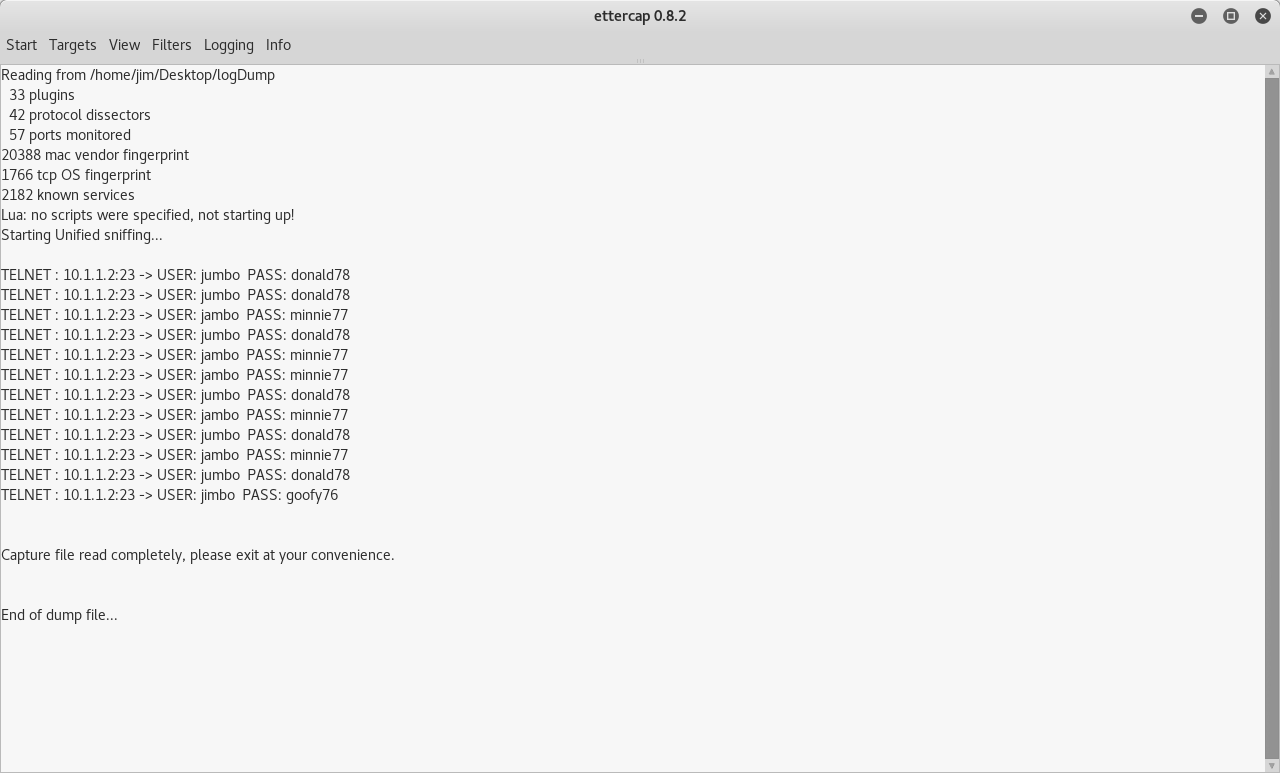 ettercap 0.8.2
Start Targets View Filters Logging Info
Reading from /home/jim/Desktop/logDump
33 plugins
42 protocol dissectors
57 ports monitored
20388 mac vendor fingerprint
1766 tcp OS fingerprint
2182 known services
Lua: no scripts were specified, not starting up!
Starting Unified sniffing...
TELNET : 10.1.1.2:23 -> USER: jumbo  PASS: donald78
TELNET : 10.1.1.2:23 -> USER: jumbo  PASS: donald78
TELNET : 10.1.1.2:23 -> USER: jambo  PASS: minnie77
TELNET : 10.1.1.2:23 -> USER: jumbo  PASS: donald78
TELNET : 10.1.1.2:23 -> USER: jambo  PASS: minnie77
TELNET : 10.1.1.2:23 -> USER: jambo  PASS: minnie77
TELNET : 10.1.1.2:23 -> USER: jumbo  PASS: donald78
TELNET : 10.1.1.2:23 -> USER: jambo  PASS: minnie77
TELNET : 10.1.1.2:23 -> USER: jumbo  PASS: donald78
TELNET : 10.1.1.2:23 -> USER: jambo  PASS: minnie77
TELNET : 10.1.1.2:23 -> USER: jumbo  PASS: donald78
TELNET : 10.1.1.2:23 -> USER: jimbo  PASS: goofy76
Capture file read completely, please exit at your convenience.
End of dump file...